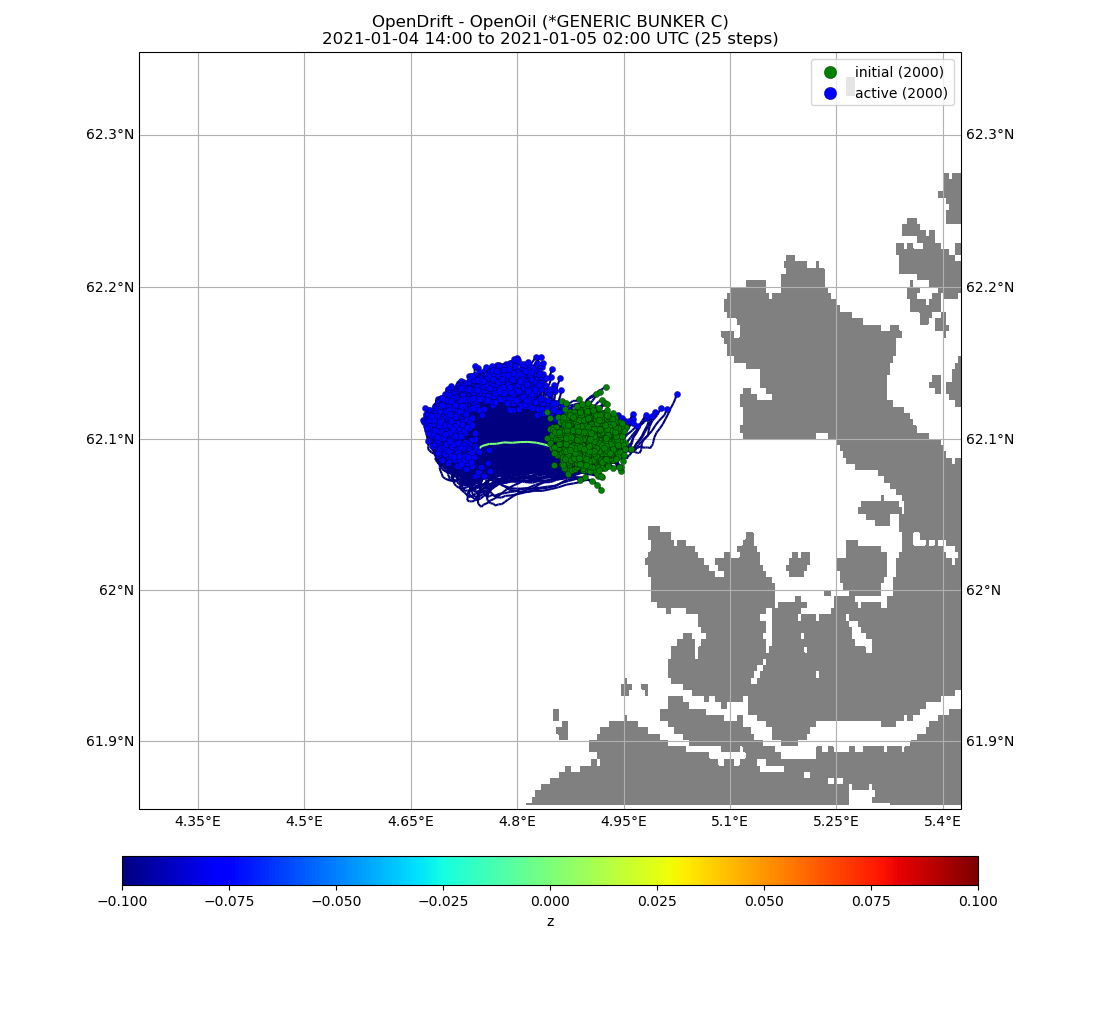 OpenDrift - OpenOil (*GENERIC BUNKER C)
2021-01-04 14:00 to 2021-01-05 02:00 UTC (25 steps)
initial (2000)
active (2000)
62.3°N 62.3°N
62.2°N 62.2°N
62.1°N 62.1°N
62°N 62°N
61.9°N 61.9°N
4.35°E 4.5°E 4.65°E 4.8°E 4.95°E 5.1°E 5.25°E 5.4°E
−0.100 −0.075 −0.050 −0.025 0.000 0.025 0.050 0.075 0.100
z